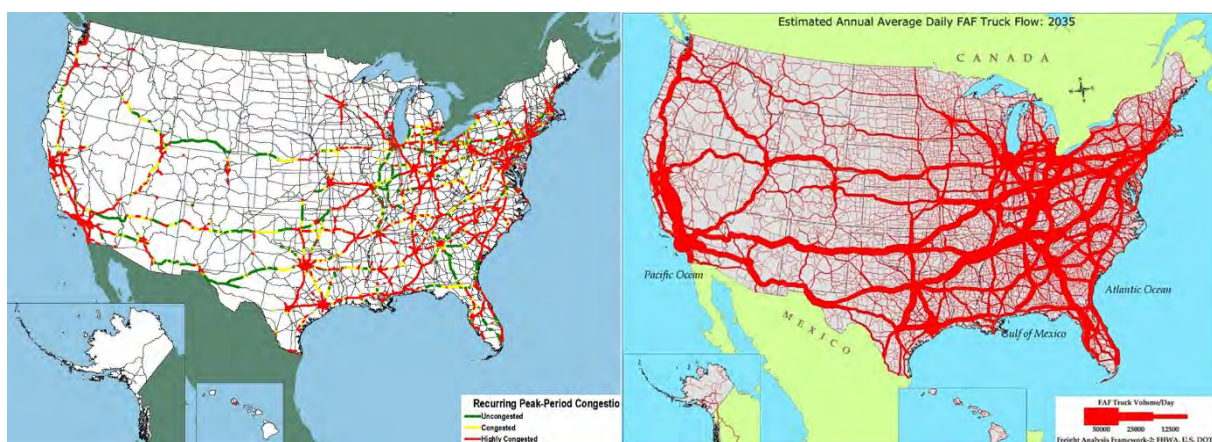 Recurring Peak-Period Congestio
Uncongested
Congested
Highly Congested
Estimated Annual Average Daily FAF Truck Flow: 2035
CANADA
Pacific Ocean
Atlantic Ocean
MEXICO
Gulf of Mexico
FAF Truck Volume/Day
50000 25000 12500
Freight Analysis Framework-2: FHWA, U.S. DOT